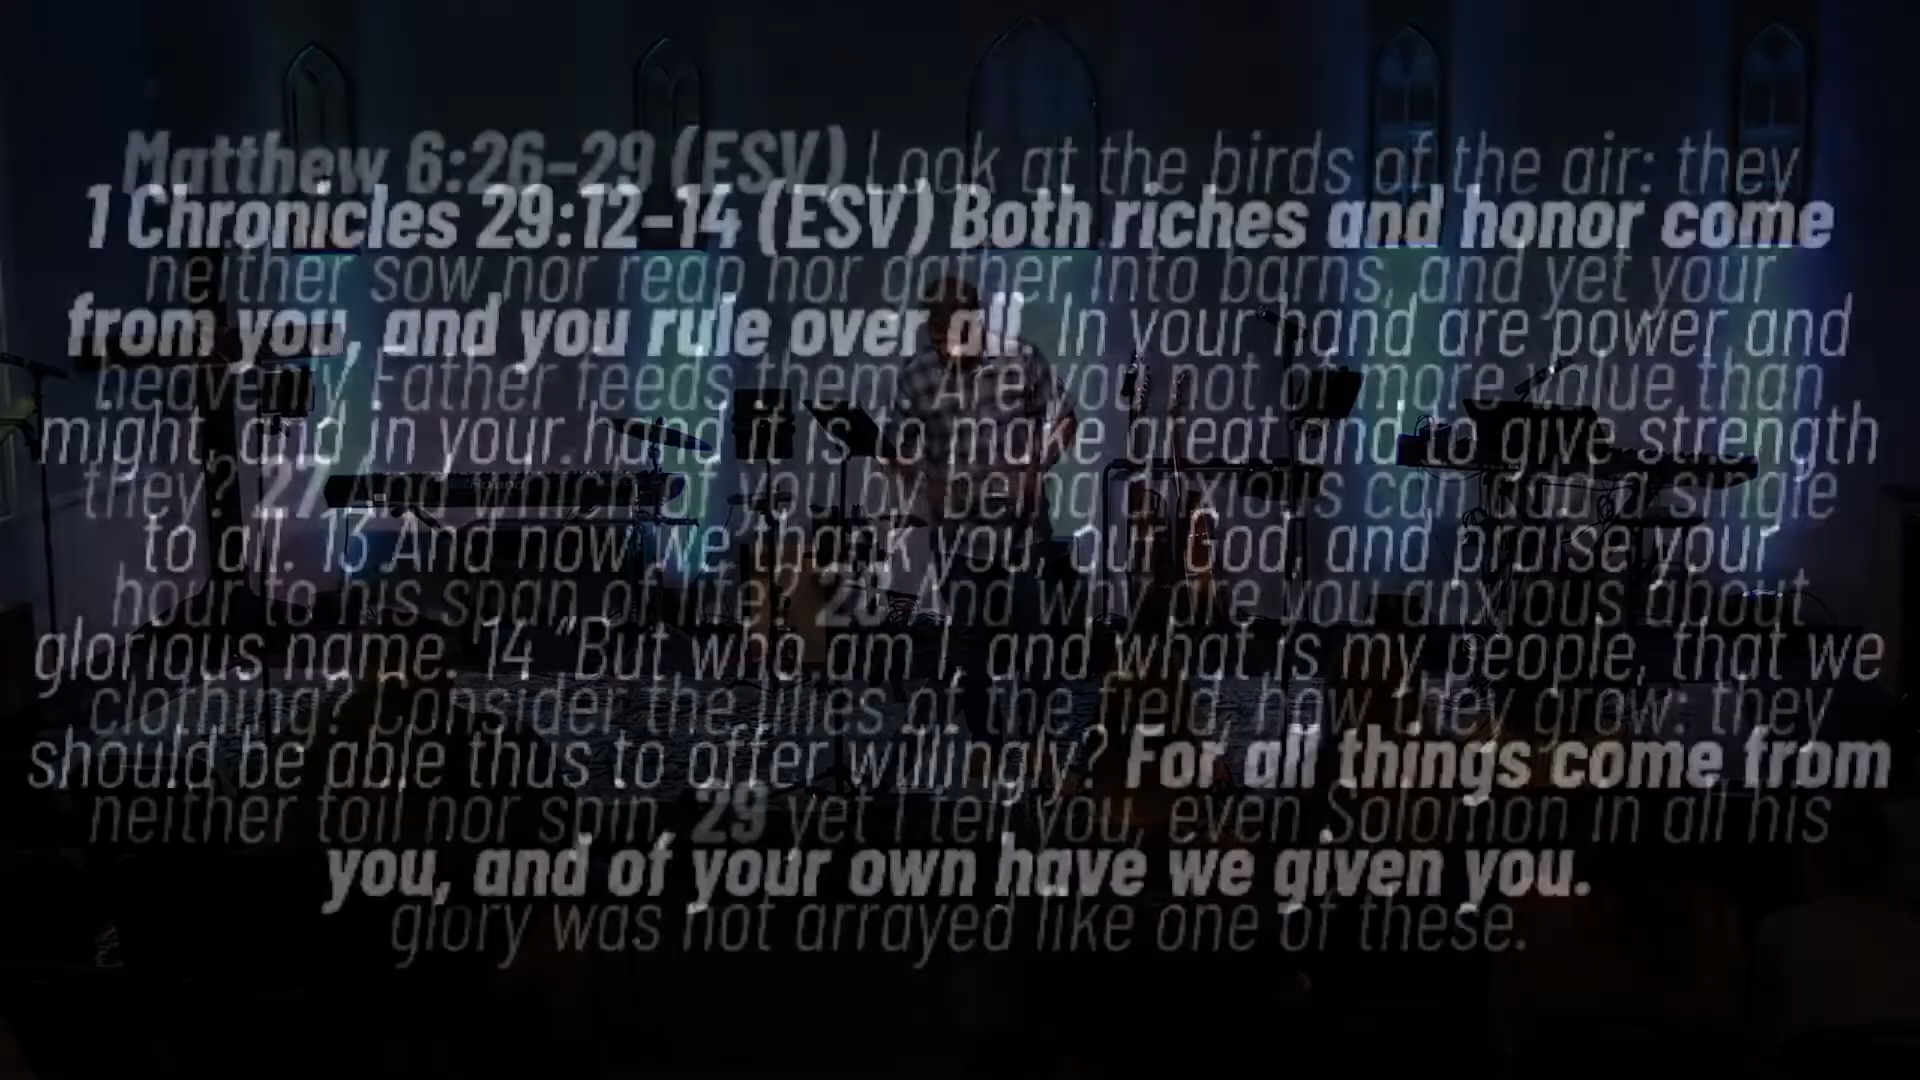 Matthew 6:26–29 (ESV) Look at the birds of the air: they
neither sow nor reap nor gather into barns, and yet your
heavenly Father feeds them. Are you not of more value than
they? 27 And which of you by being anxious can add a single
hour to his span of life? 28 And why are you anxious about
clothing? Consider the lilies of the field, how they grow: they
neither toil nor spin, 29 yet I tell you, even Solomon in all his
glory was not arrayed like one of these.
1 Chronicles 29:12–14 (ESV) Both riches and honor come
from you, and you rule over all. In your hand are power and
might, and in your hand it is to make great and to give strength
to all. 13 And now we thank you, our God, and praise your
glorious name. 14 “But who am I, and what is my people, that we
should be able thus to offer willingly? For all things come from
you, and of your own have we given you.
Roland